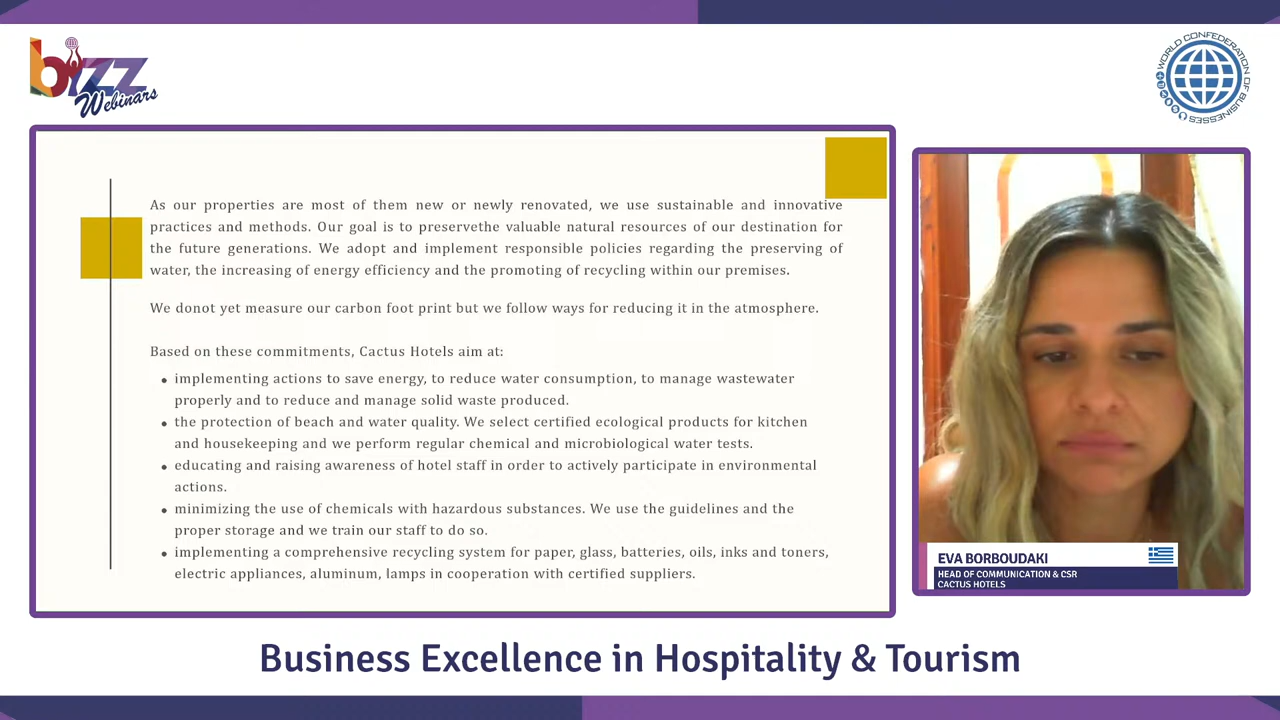 bizz
Webinars
WORLD CONFEDERATION OF BUSINESSES
As our properties are most of them new or newly renovated, we use sustainable and innovative
practices and methods. Our goal is to preservethe valuable natural resources of our destination for
the future generations. We adopt and implement responsible policies regarding the preserving of
water, the increasing of energy efficiency and the promoting of recycling within our premises.
We donot yet measure our carbon foot print but we follow ways for reducing it in the atmosphere.
Based on these commitments, Cactus Hotels aim at:
• implementing actions to save energy, to reduce water consumption, to manage wastewater
properly and to reduce and manage solid waste produced.
• the protection of beach and water quality. We select certified ecological products for kitchen
and housekeeping and we perform regular chemical and microbiological water tests.
• educating and raising awareness of hotel staff in order to actively participate in environmental
actions.
• minimizing the use of chemicals with hazardous substances. We use the guidelines and the
proper storage and we train our staff to do so.
• implementing a comprehensive recycling system for paper, glass, batteries, oils, inks and toners,
electric appliances, aluminum, lamps in cooperation with certified suppliers.
EVA BORBOUDAKI
HEAD OF COMMUNICATION & CSR
CACTUS HOTELS
Business Excellence in Hospitality & Tourism